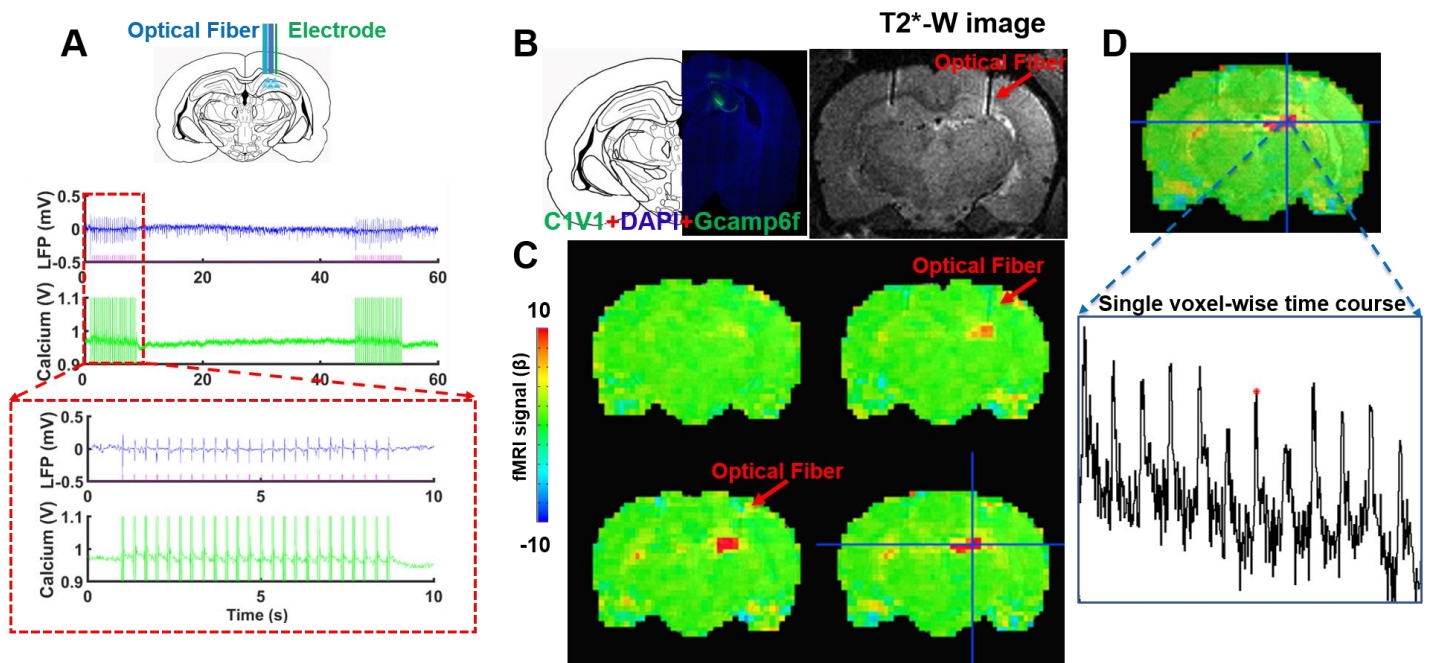 A
Optical Fiber Electrode
LFP (mV)
0.5
0
-0.5
0 20 40 60
Calcium (V)
1.1
1
0.9
0 20 40 60
LFP (mV)
0.5
0
-0.5
0 5 10
Calcium (V)
1.1
1
0.9
0 5 10
Time (s)
B
T2*-W image
Optical Fiber
C1V1+DAPI+Gcamp6f
C
Optical Fiber
10
fMRI signal (β)
-10
Optical Fiber
D
Single voxel-wise time course